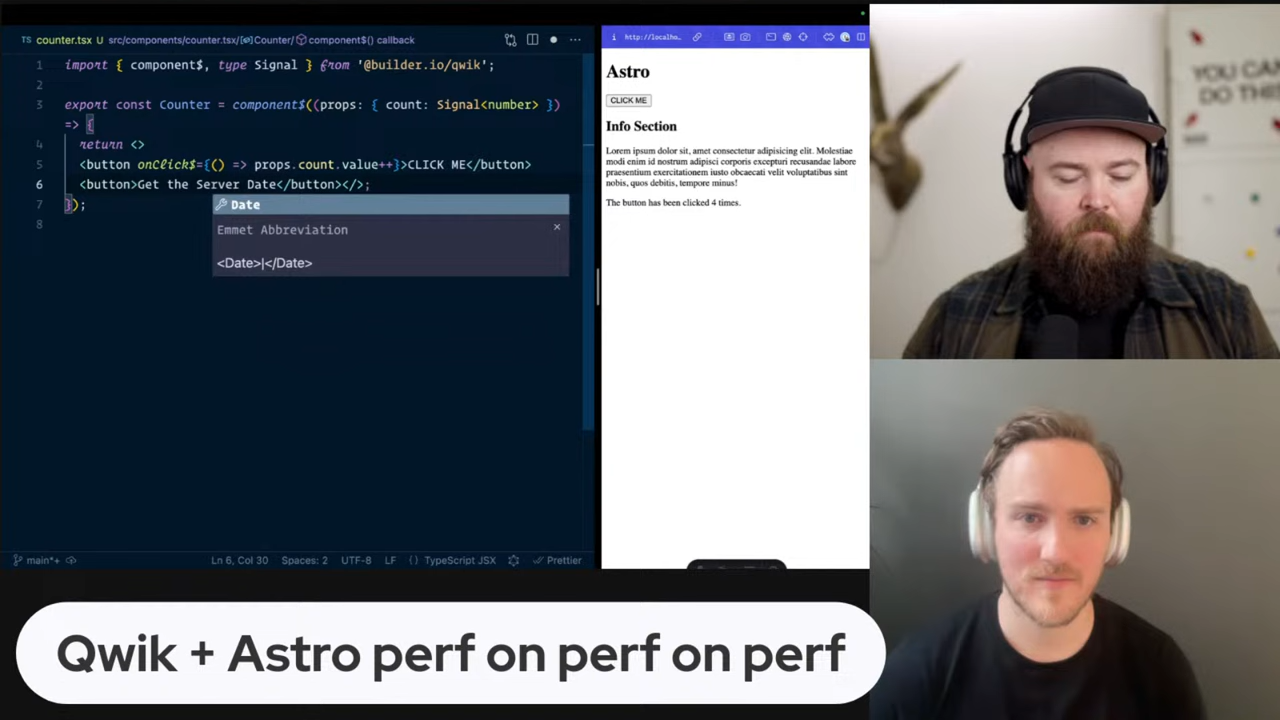 TS counter.tsx U src/components/counter.tsx/Counter/component$() callback
1 import { component$, type Signal } from '@builder.io/qwik';
2
3 export const Counter = component$((props: { count: Signal<number> })
=> {
4 return <>
5 <button onClick$={() => props.count.value++}>CLICK ME</button>
6 <button>Get the Server Date</button></>;
7 });
8
Date
Emmet Abbreviation
<Date>|</Date>
main*+ Ln 6, Col 30 Spaces: 2 UTF-8 LF {} TypeScript JSX Prettier
http://localho...
Astro
CLICK ME
Info Section
Lorem ipsum dolor sit, amet consectetur adipisicing elit. Molestiae
modi enim id nostrum adipisci corporis excepturi recusandae labore
praesentium exercitationem iusto obcaecati velit voluptatibus sint
nobis, quos debitis, tempore minus!
The button has been clicked 4 times.
YOU CAN
DO THIS
Qwik + Astro perf on perf on perf